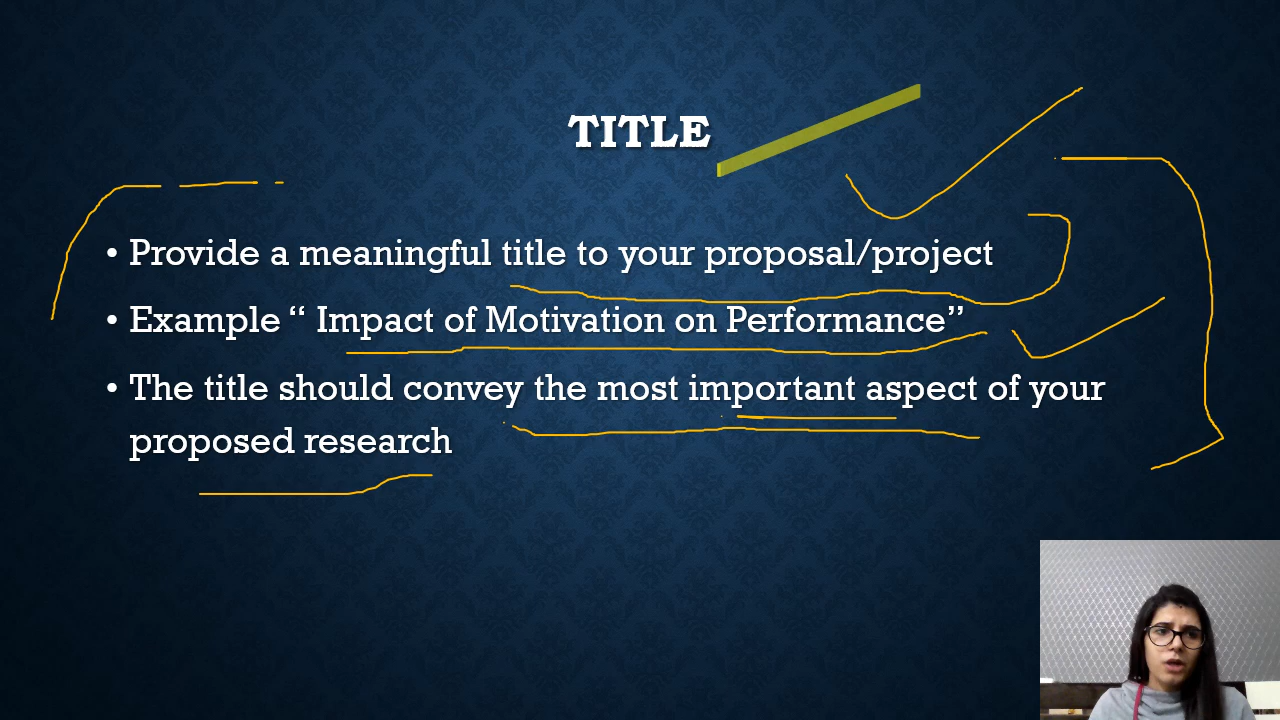 TITLE
• Provide a meaningful title to your proposal/project
• Example “ Impact of Motivation on Performance”
• The title should convey the most important aspect of your
proposed research